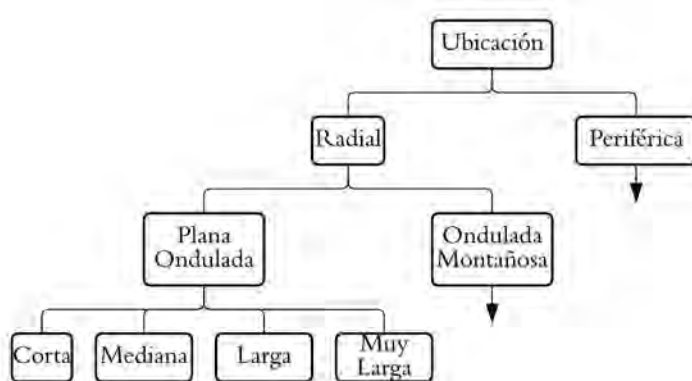 Ubicación
Radial
Periférica
Plana
Ondulada
Ondulada
Montañosa
Corta
Mediana
Larga
Muy
Larga